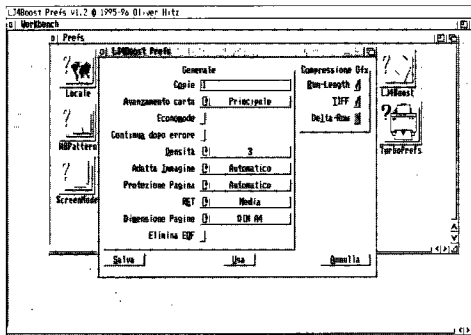 LJ4Boost Prefs v1.2 © 1995-96 Oliver Hitz
Workbench
Prefs
LJ4Boost Prefs
Locale
WBPattern
ScreenMode
LJ4Boost
TurboPrefs
Generale
Copie 1
Avanzamento carta Principale
Economode
Continua dopo errore
Densità 3
Adatta Immagine Automatico
Protezione Pagina Automatico
RET Media
Dimensione Pagine DIN A4
Elimina EOF
Compressione Gfx
Run-Length
TIFF
Delta-Row
Salva
Usa
Annulla